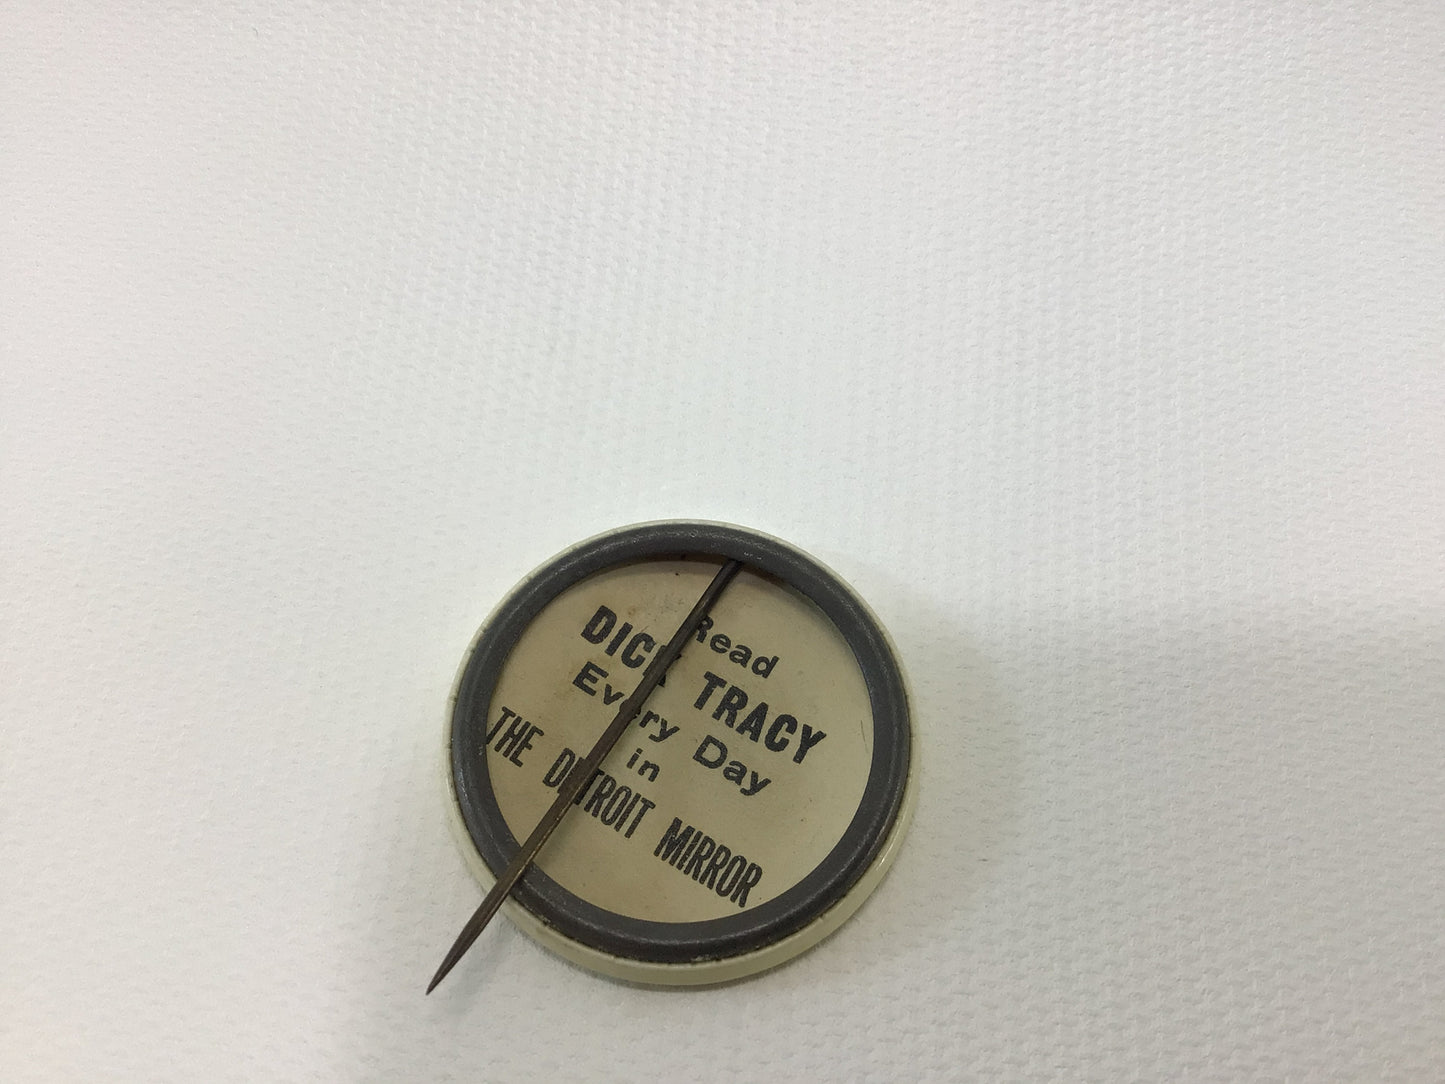 Read
DICK TRACY
Every Day
in
THE DETROIT MIRROR